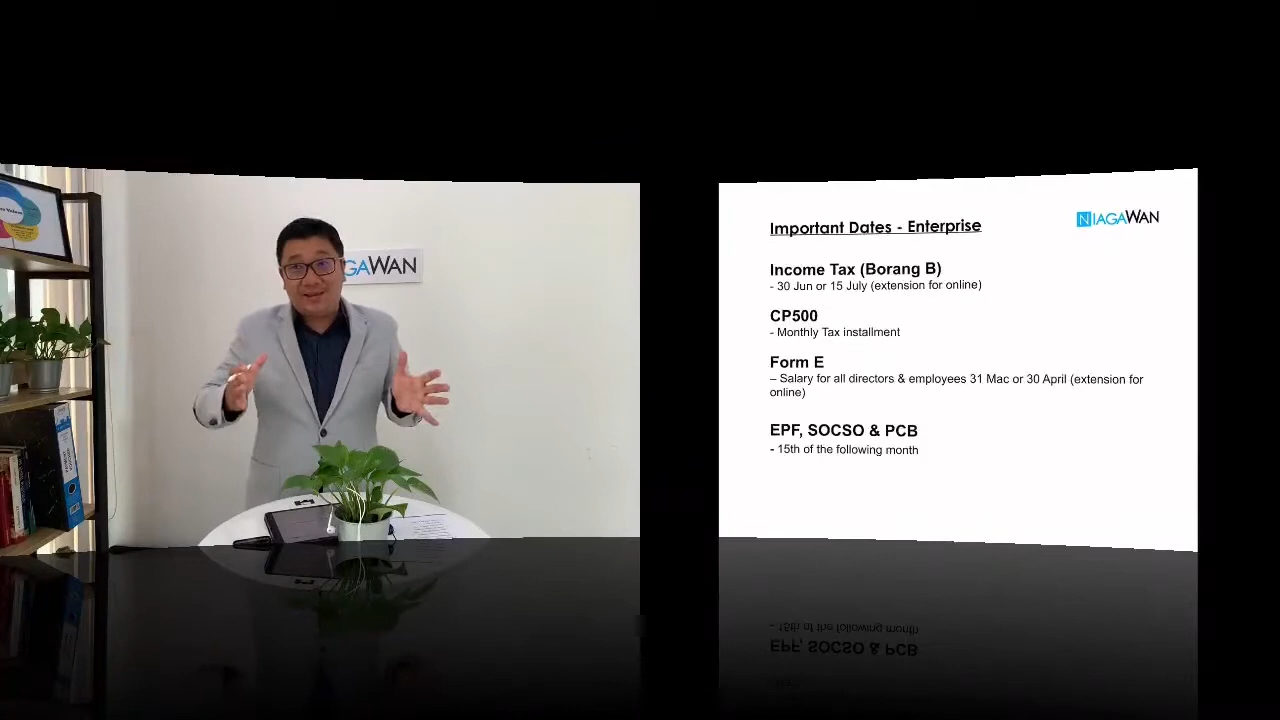 GAWAN
Important Dates - Enterprise
NIAGAWAN
Income Tax (Borang B)
- 30 Jun or 15 July (extension for online)
CP500
- Monthly Tax installment
Form E
– Salary for all directors & employees 31 Mac or 30 April (extension for
online)
EPF, SOCSO & PCB
- 15th of the following month